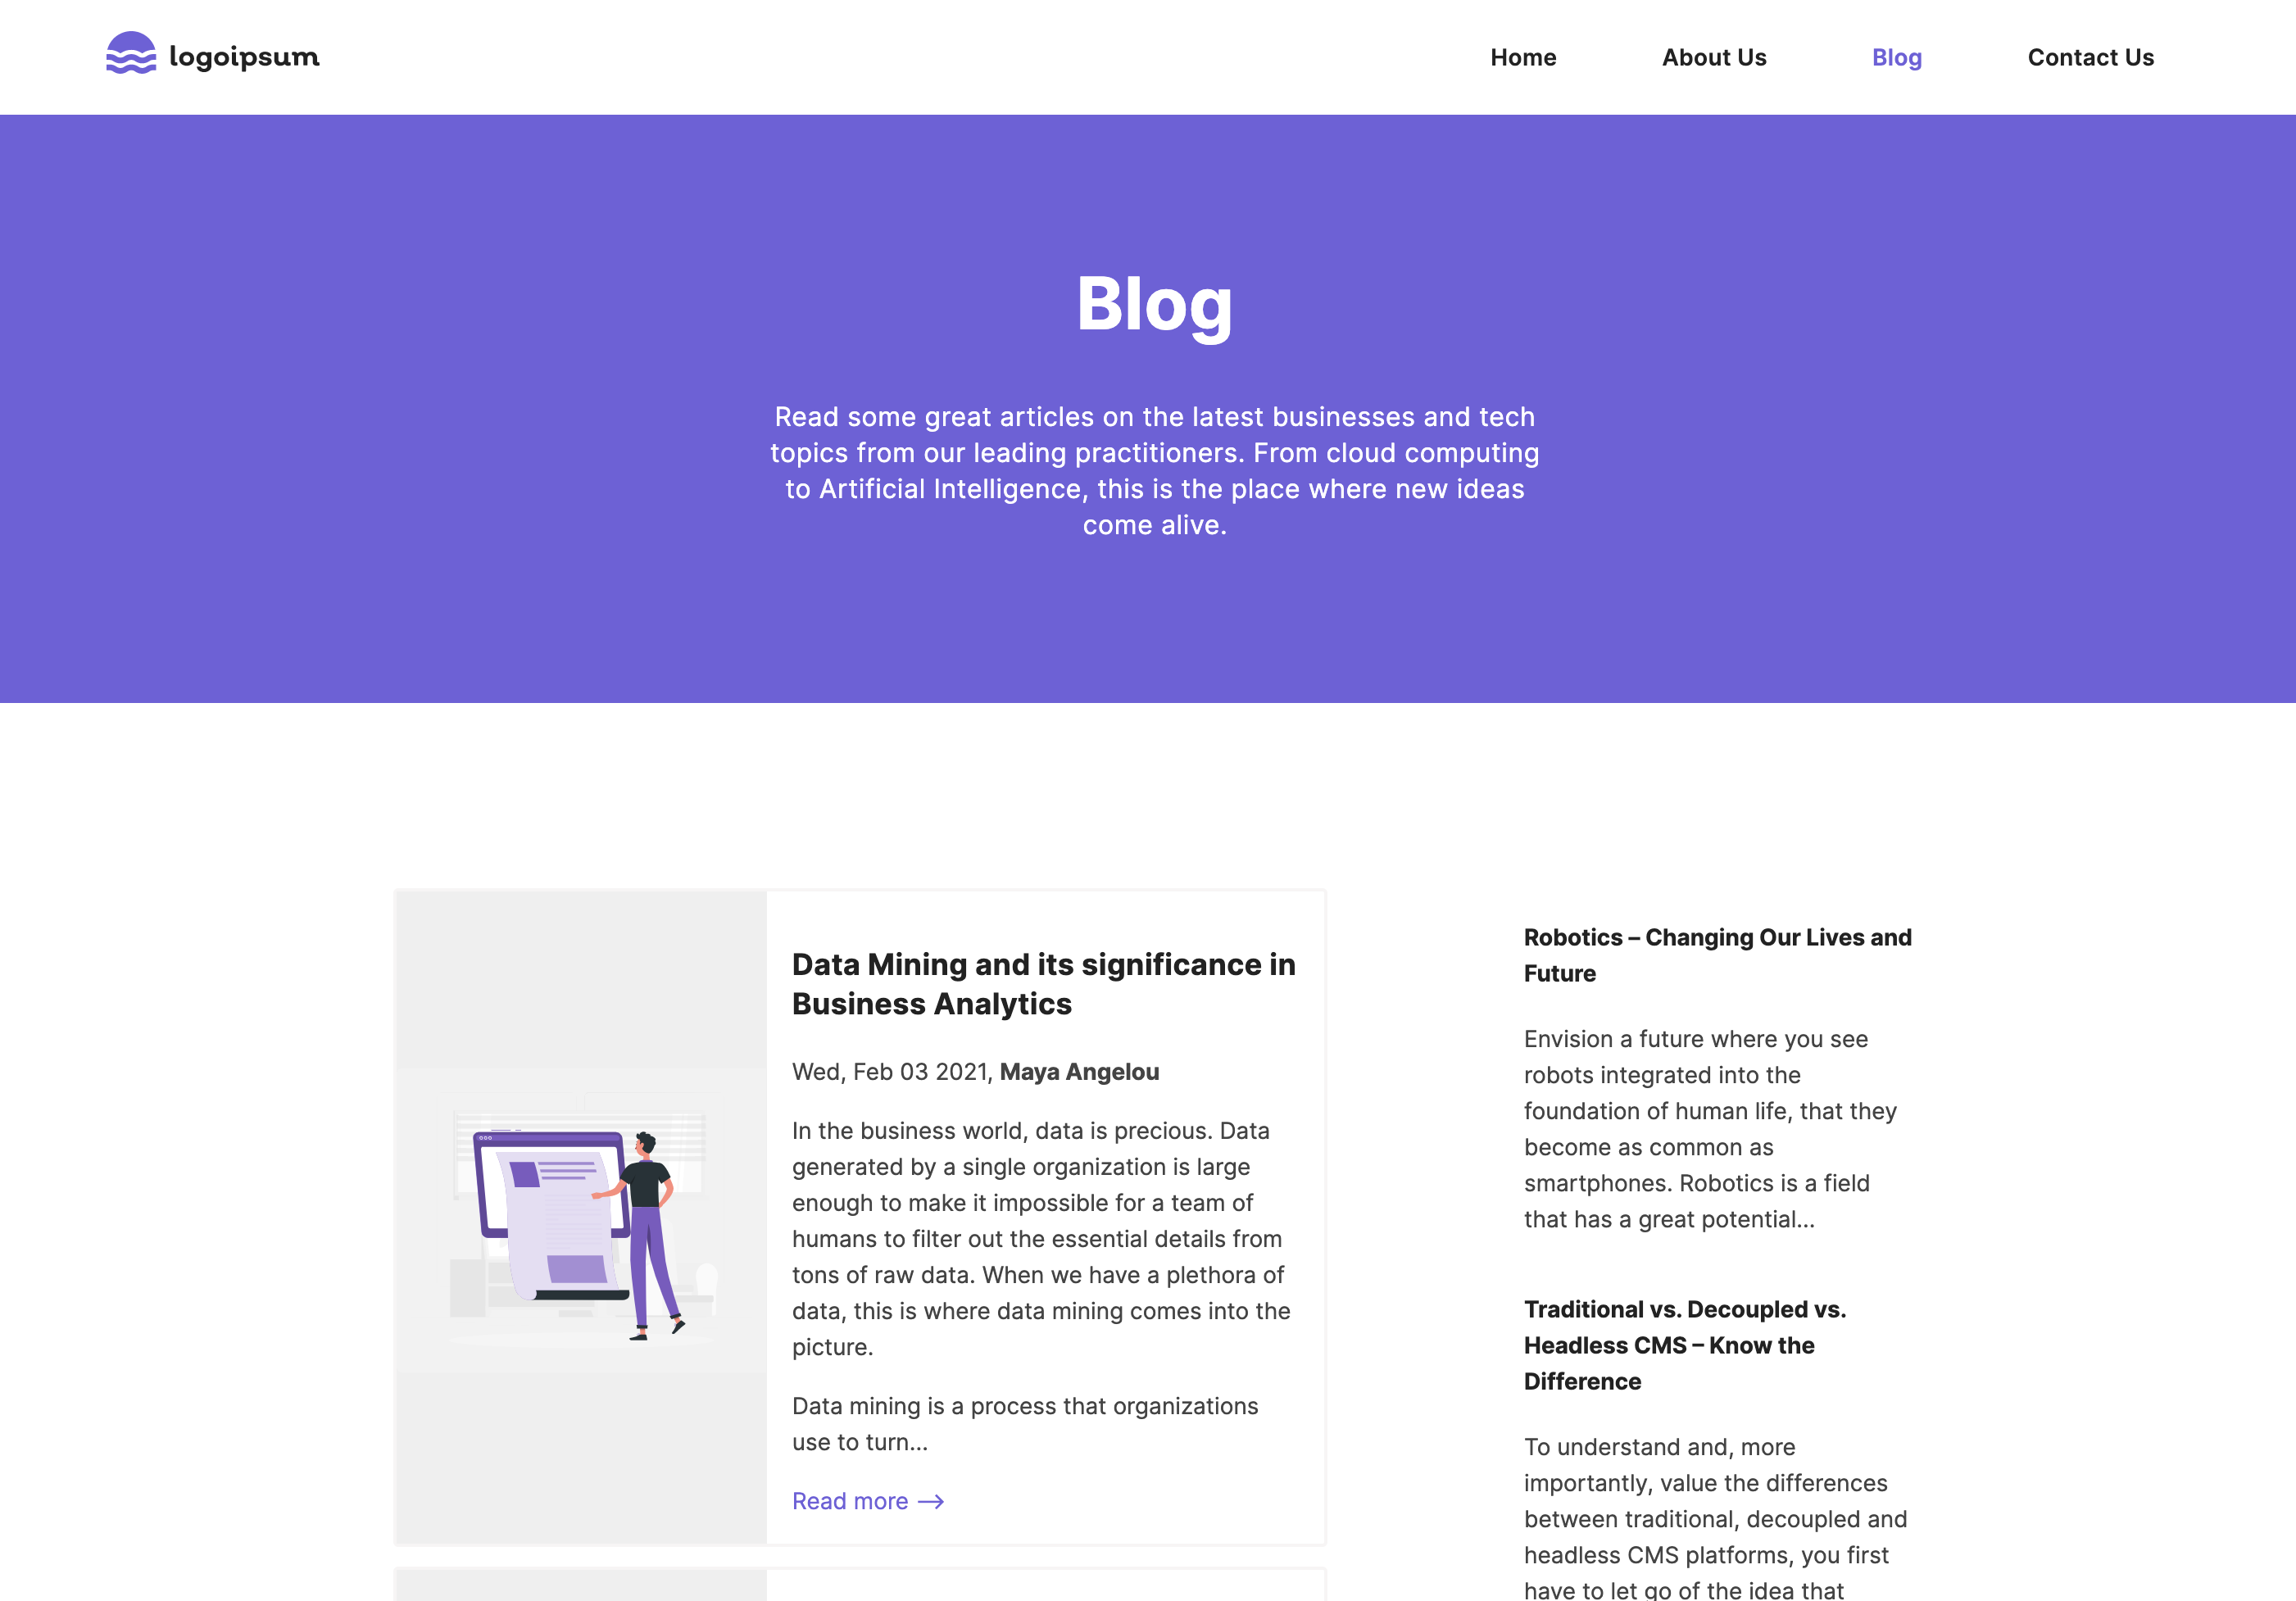 logoipsum
Home
About Us
Blog
Contact Us
Blog
Read some great articles on the latest businesses and tech
topics from our leading practitioners. From cloud computing
to Artificial Intelligence, this is the place where new ideas
come alive.
Data Mining and its significance in
Business Analytics
Wed, Feb 03 2021, Maya Angelou
In the business world, data is precious. Data
generated by a single organization is large
enough to make it impossible for a team of
humans to filter out the essential details from
tons of raw data. When we have a plethora of
data, this is where data mining comes into the
picture.
Data mining is a process that organizations
use to turn...
Read more →
Robotics – Changing Our Lives and
Future
Envision a future where you see
robots integrated into the
foundation of human life, that they
become as common as
smartphones. Robotics is a field
that has a great potential...
Traditional vs. Decoupled vs.
Headless CMS – Know the
Difference
To understand and, more
importantly, value the differences
between traditional, decoupled and
headless CMS platforms, you first
have to let go of the idea that